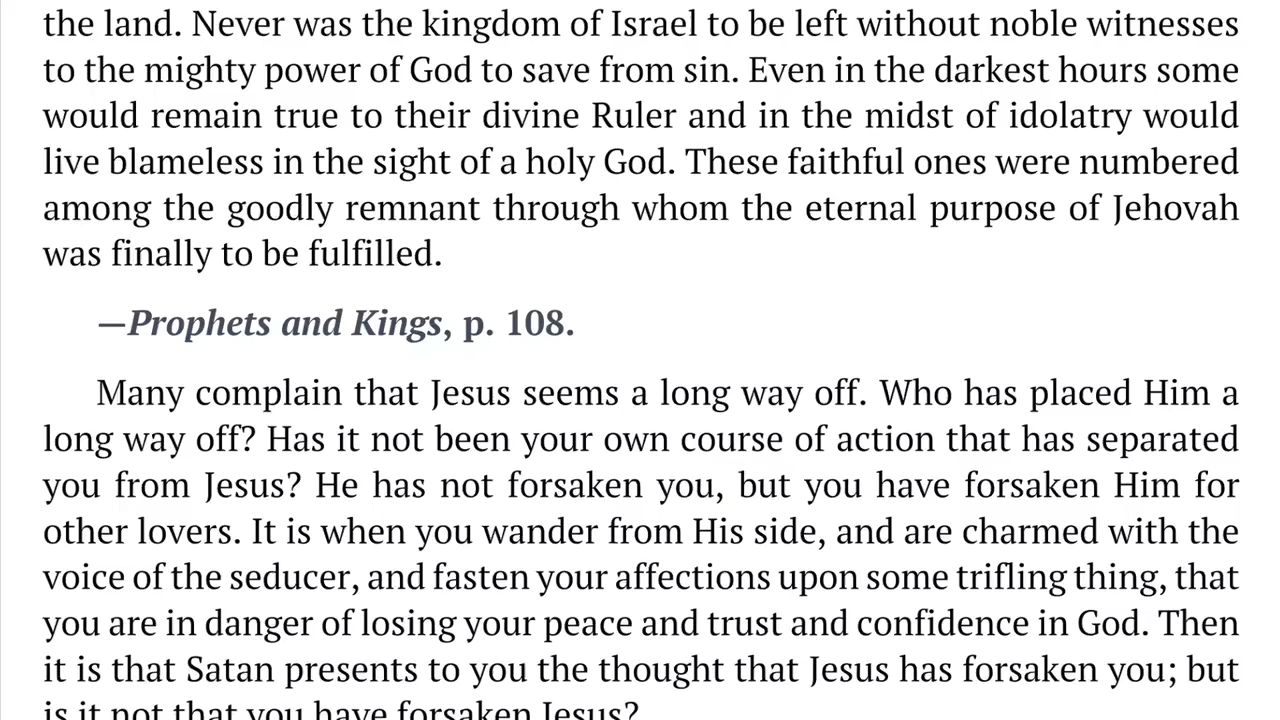 the land. Never was the kingdom of Israel to be left without noble witnesses
to the mighty power of God to save from sin. Even in the darkest hours some
would remain true to their divine Ruler and in the midst of idolatry would
live blameless in the sight of a holy God. These faithful ones were numbered
among the goodly remnant through whom the eternal purpose of Jehovah
was finally to be fulfilled.
—Prophets and Kings, p. 108.
Many complain that Jesus seems a long way off. Who has placed Him a
long way off? Has it not been your own course of action that has separated
you from Jesus? He has not forsaken you, but you have forsaken Him for
other lovers. It is when you wander from His side, and are charmed with the
voice of the seducer, and fasten your affections upon some trifling thing, that
you are in danger of losing your peace and trust and confidence in God. Then
it is that Satan presents to you the thought that Jesus has forsaken you; but
is it not that you have forsaken Jesus?